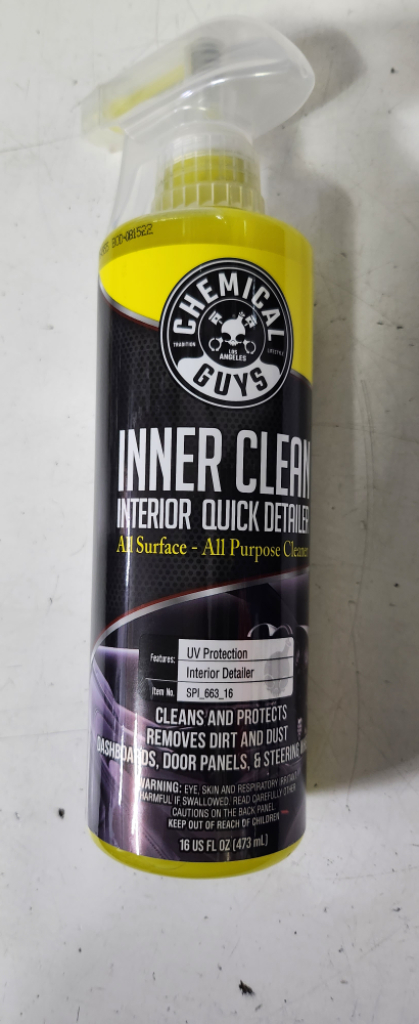 BOD-081522
CHEMICAL
TRADITION
LOS
ANGELES
LIFESTYLE
GUYS
INNER CLEAN
INTERIOR QUICK DETAILER
All Surface - All Purpose Cleaner
Features: UV Protection
Interior Detailer
Item No. SPI_663_16
CLEANS AND PROTECTS
REMOVES DIRT AND DUST
DASHBOARDS, DOOR PANELS, & STEERING
WARNING: EYE, SKIN AND RESPIRATORY
HARMFUL IF SWALLOWED. READ CAREFULLY OTHER
CAUTIONS ON THE BACK PANEL
KEEP OUT OF REACH OF CHILDREN
16 US FL OZ (473 mL)